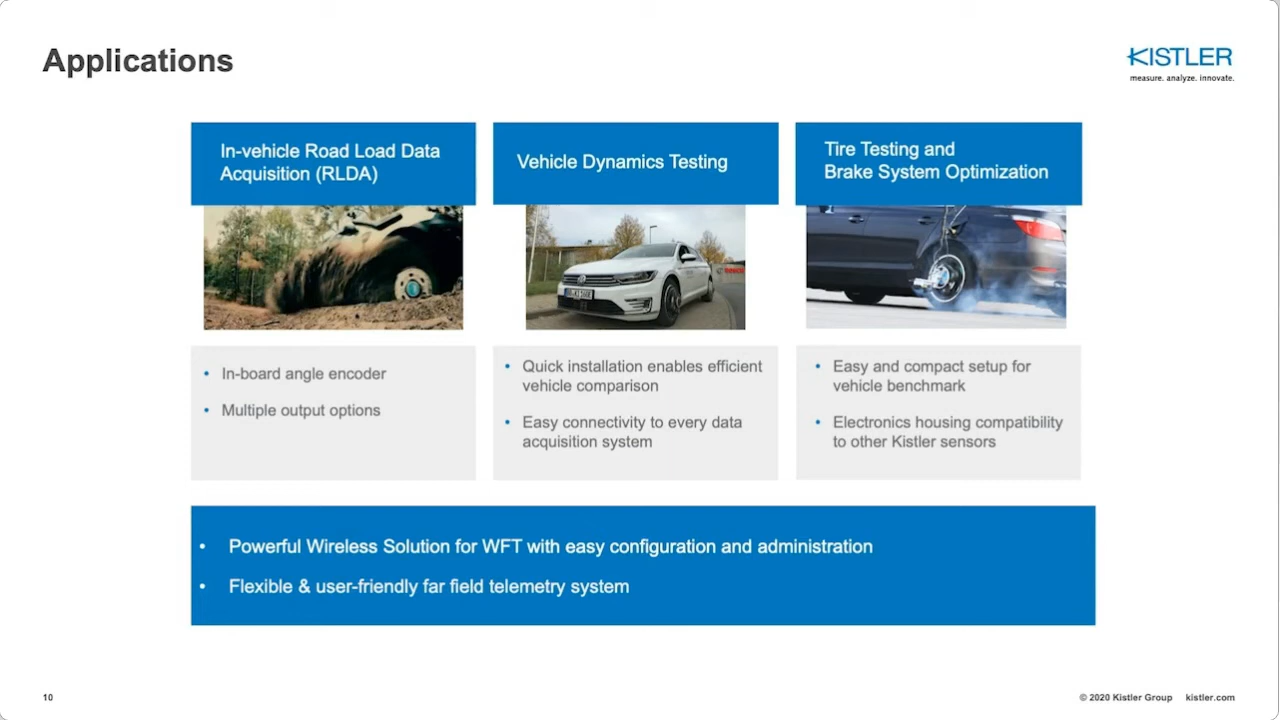 Applications
KISTLER
measure. analyze. innovate.
In-vehicle Road Load Data
Acquisition (RLDA)
Vehicle Dynamics Testing
Tire Testing and
Brake System Optimization
• In-board angle encoder
• Multiple output options
• Quick installation enables efficient
vehicle comparison
• Easy connectivity to every data
acquisition system
• Easy and compact setup for
vehicle benchmark
• Electronics housing compatibility
to other Kistler sensors
• Powerful Wireless Solution for WFT with easy configuration and administration
• Flexible & user-friendly far field telemetry system
10
© 2020 Kistler Group kistler.com